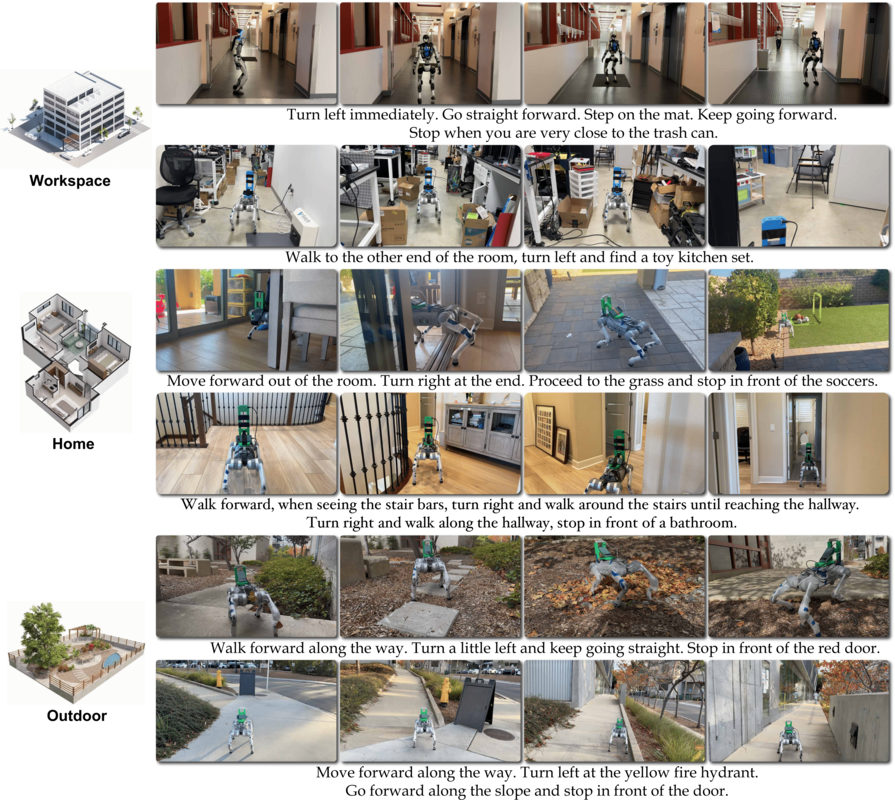 Turn left immediately. Go straight forward. Step on the mat. Keep going forward.
Stop when you are very close to the trash can.
Workspace
Walk to the other end of the room, turn left and find a toy kitchen set.
Move forward out of the room. Turn right at the end. Proceed to the grass and stop in front of the soccers.
Home
Walk forward, when seeing the stair bars, turn right and walk around the stairs until reaching the hallway.
Turn right and walk along the hallway, stop in front of a bathroom.
Walk forward along the way. Turn a little left and keep going straight. Stop in front of the red door.
Outdoor
Move forward along the way. Turn left at the yellow fire hydrant.
Go forward along the slope and stop in front of the door.